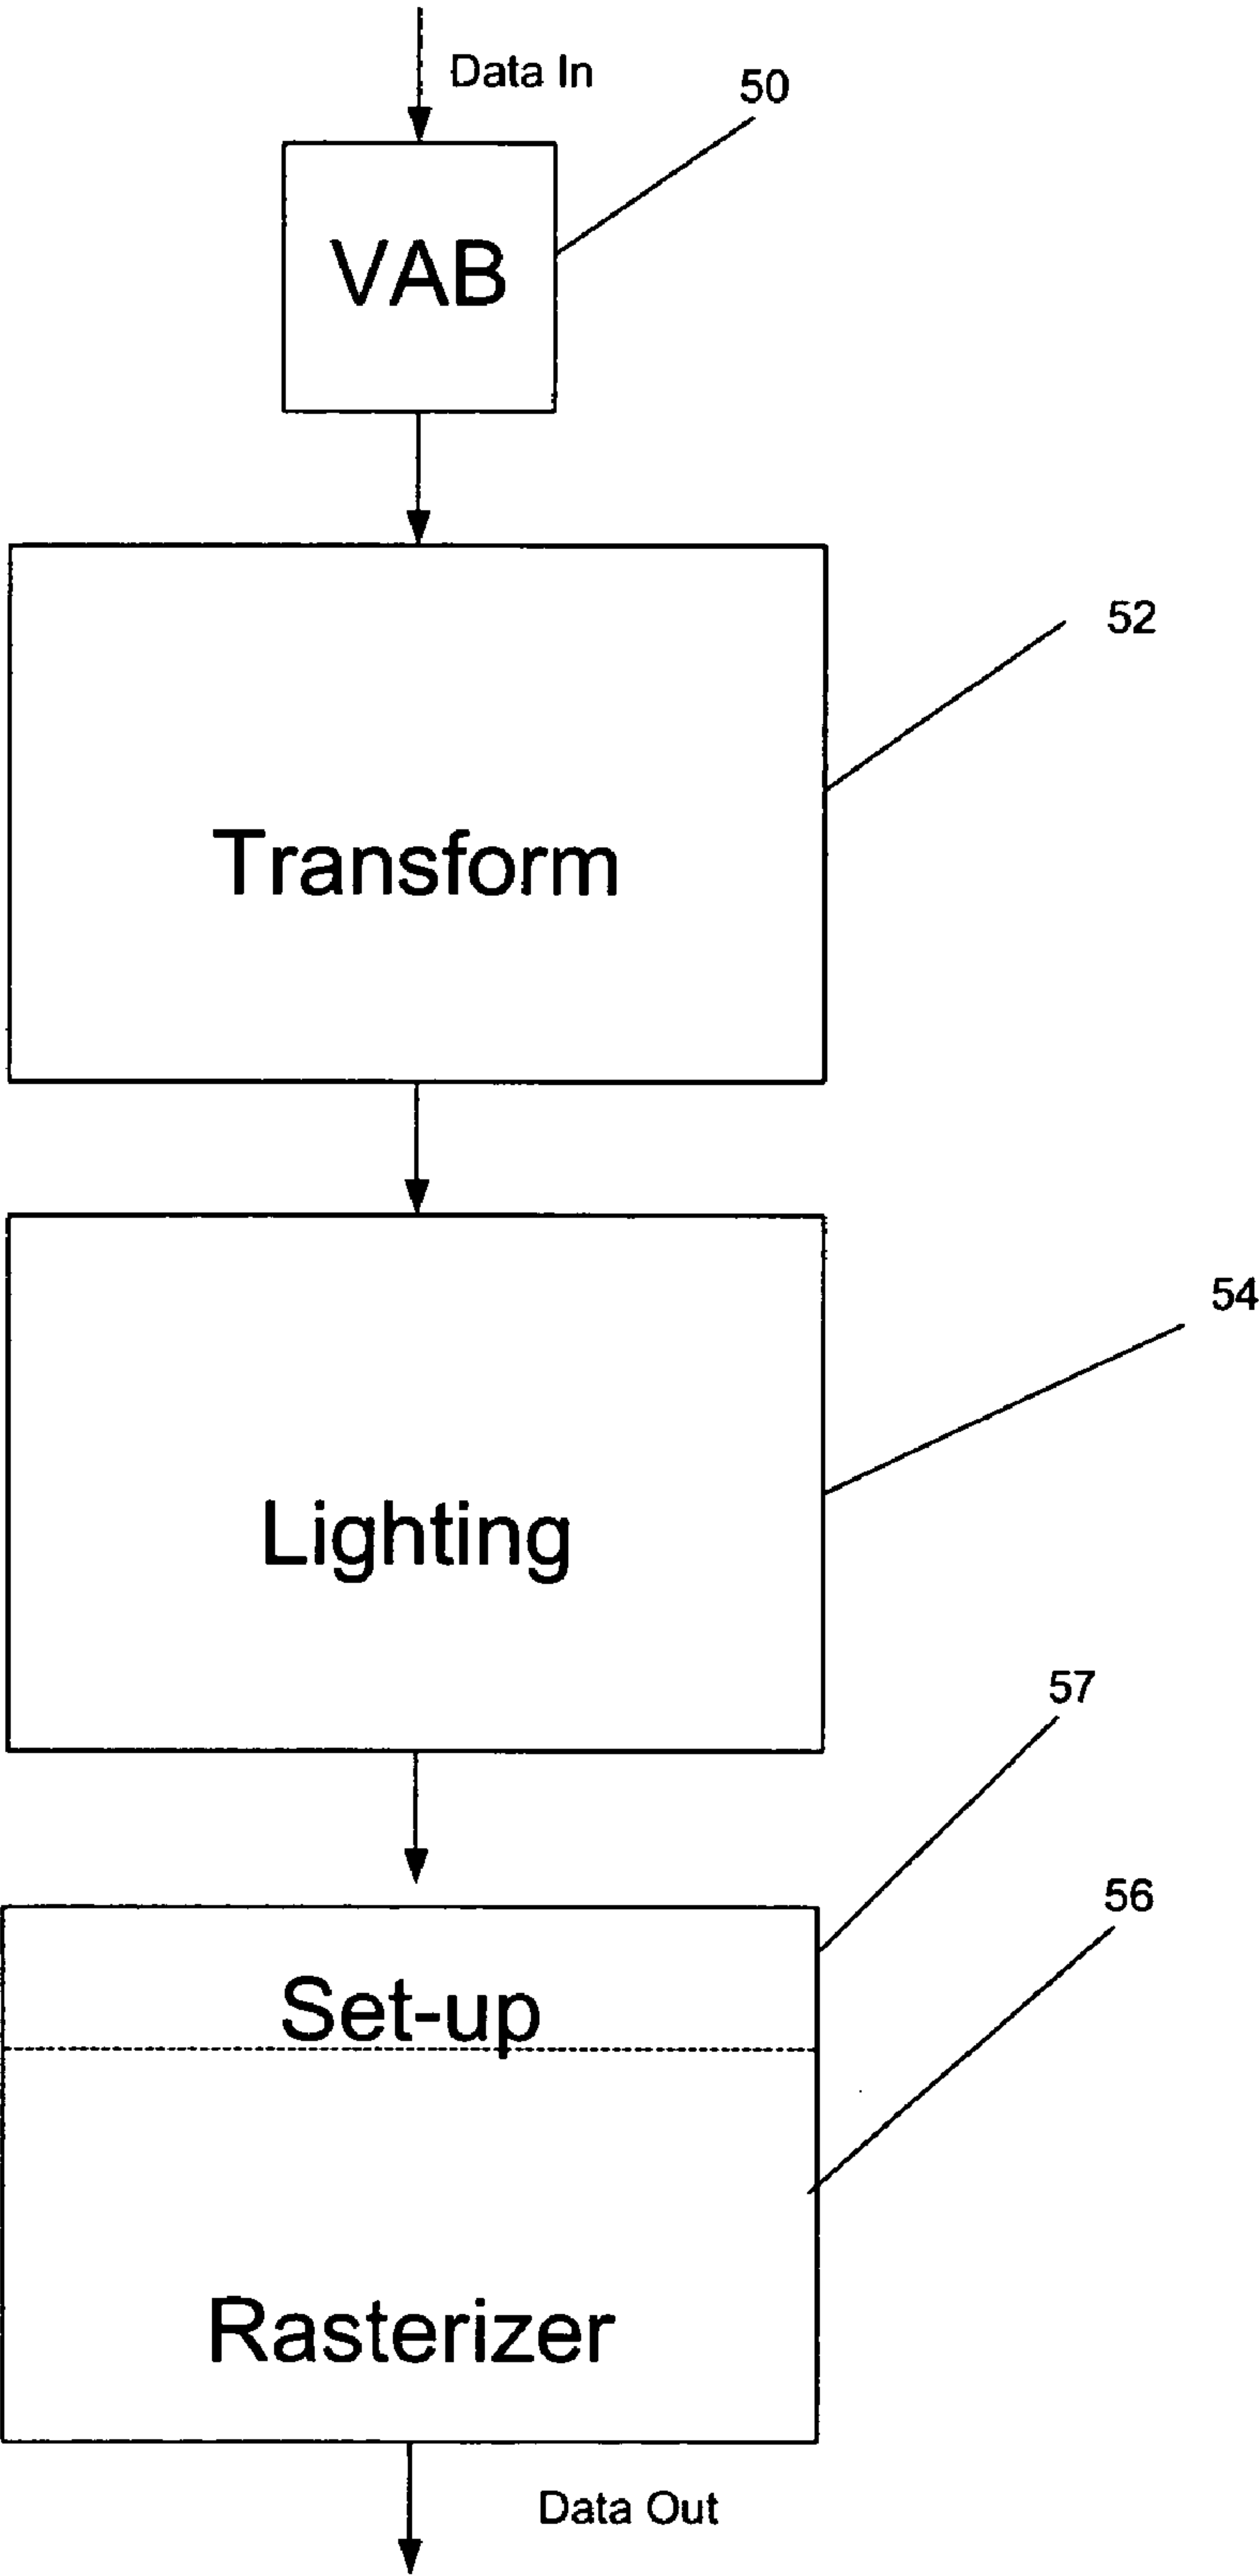 Data In
50
VAB
52
Transform
54
Lighting
57
Set-up
56
Rasterizer
Data Out